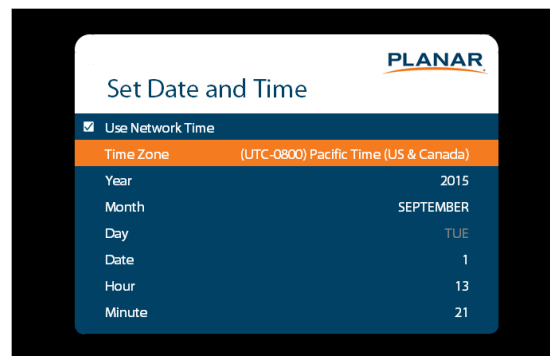 PLANAR
Set Date and Time
Use Network Time
Time Zone (UTC-0800) Pacific Time (US & Canada)
Year 2015
Month SEPTEMBER
Day TUE
Date 1
Hour 13
Minute 21